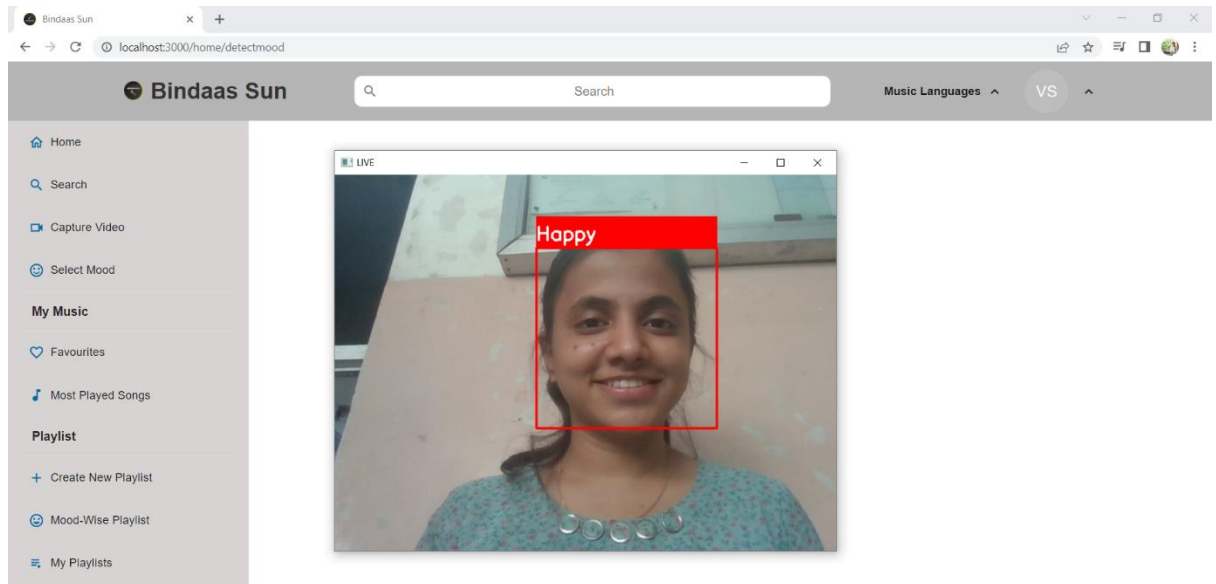 Bindaas Sun
localhost:3000/home/detectmood
Bindaas Sun
Search
Music Languages
VS
Home
Search
Capture Video
Select Mood
My Music
Favourites
Most Played Songs
Playlist
Create New Playlist
Mood-Wise Playlist
My Playlists
LIVE
Happy